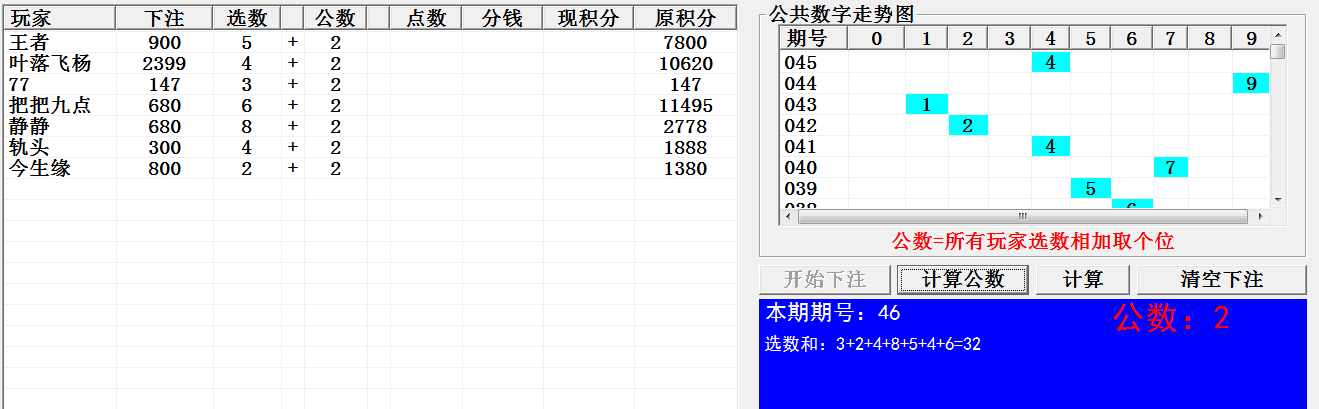 玩家 下注 选数 公数 点数 分钱 现积分 原积分
王者 900 5 + 2 7800
叶落飞杨 2399 4 + 2 10620
77 147 3 + 2 147
把把九点 680 6 + 2 11495
静静 680 8 + 2 2778
轨头 300 4 + 2 1888
今生缘 800 2 + 2 1380
公共数字走势图
期号 0 1 2 3 4 5 6 7 8 9
045 4
044 9
043 1
042 2
041 4
040 7
039 5
038 6
公数=所有玩家选数相加取个位
开始下注 计算公数 计算 清空下注
本期期号：46 公数：2
选数和：3+2+4+8+5+4+6=32